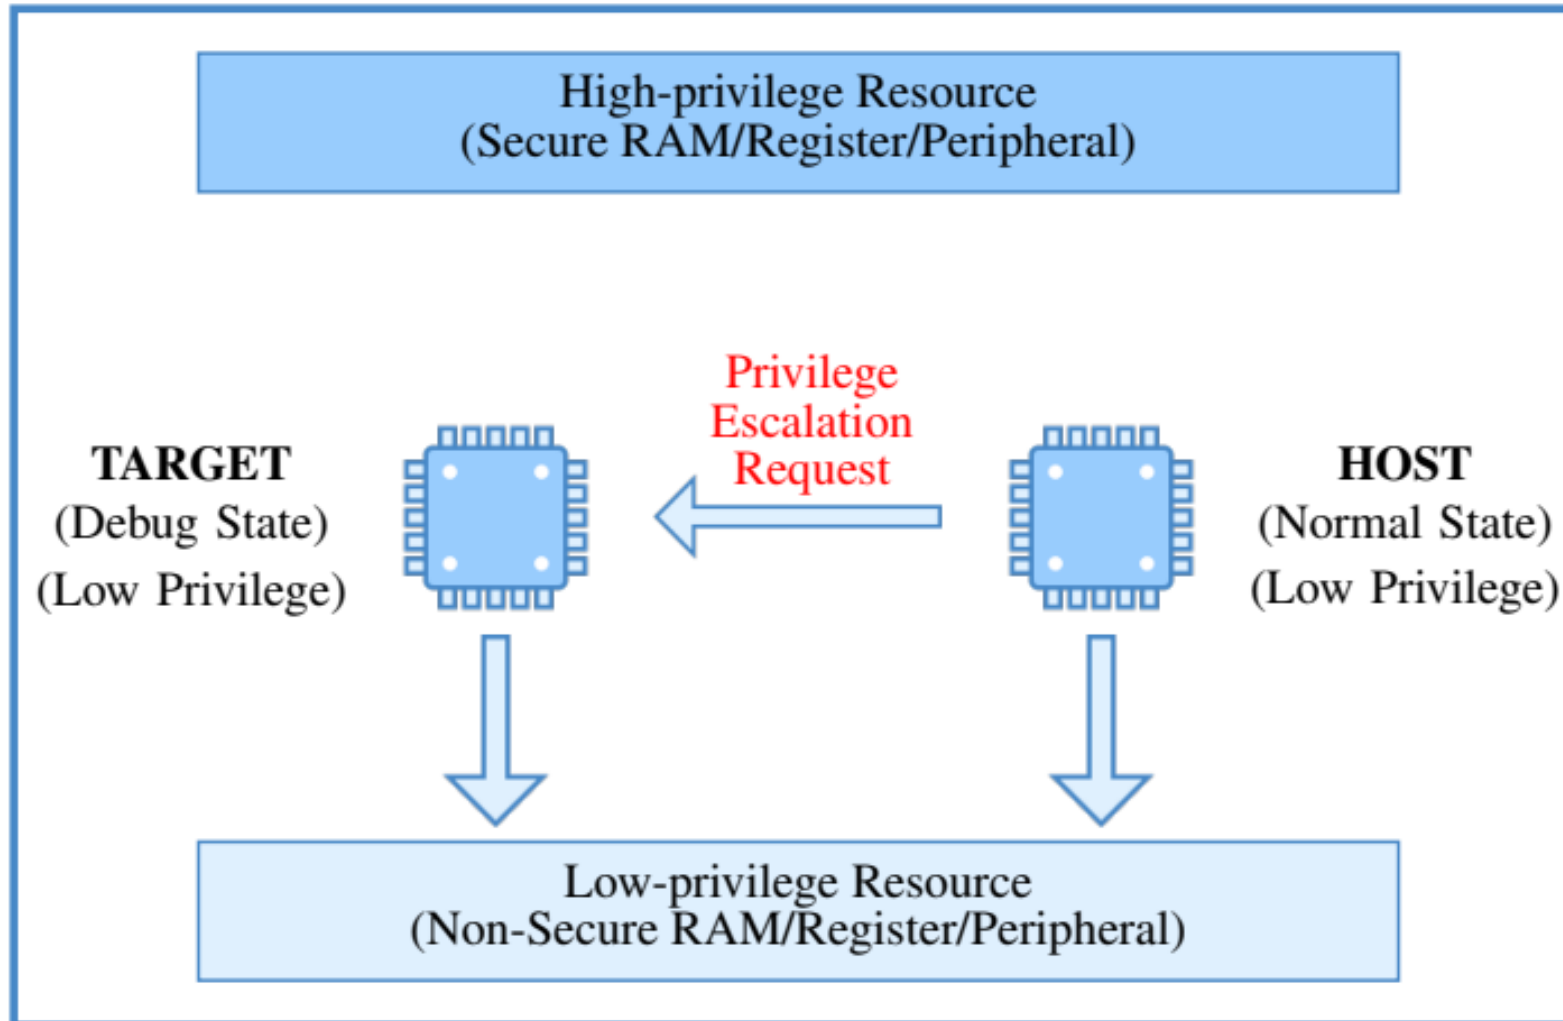 High-privilege Resource
(Secure RAM/Register/Peripheral)
Privilege
Escalation
Request
TARGET
(Debug State)
(Low Privilege)
HOST
(Normal State)
(Low Privilege)
Low-privilege Resource
(Non-Secure RAM/Register/Peripheral)